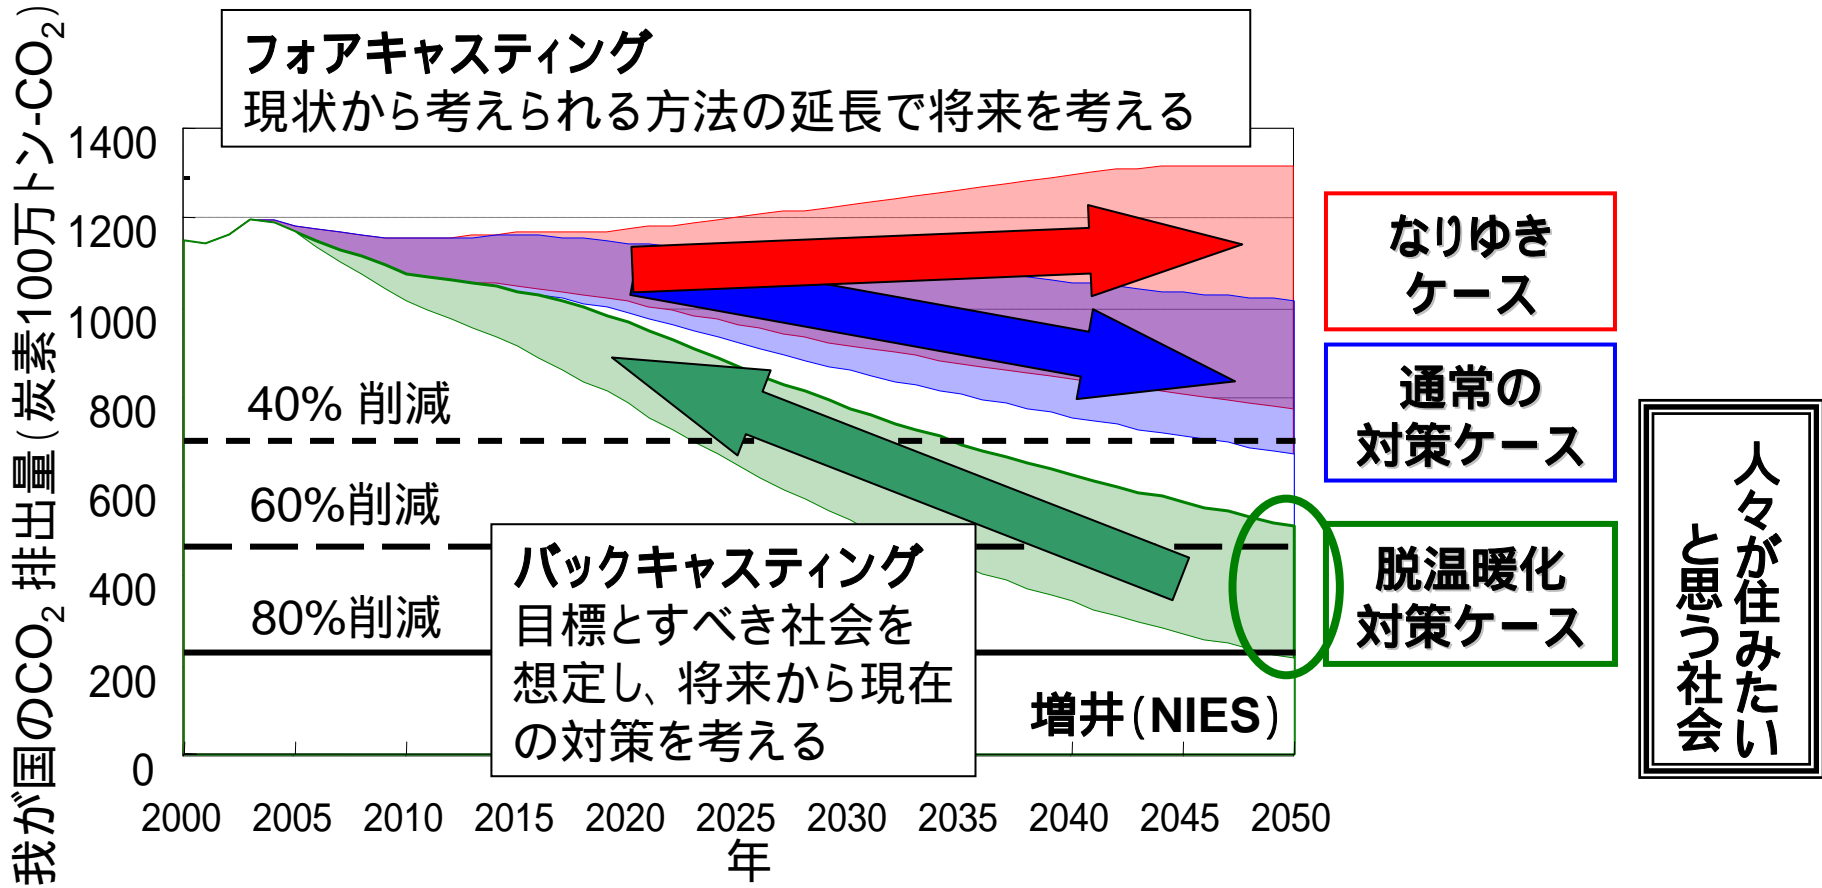 フォアキャスティング
現状から考えられる方法の延長で将来を考える
我が国のCO2 排出量(炭素100万トン-CO2)
1400
1200
1000
800
600
400
200
0
40% 削減
60%削減
80%削減
バックキャスティング
目標とすべき社会を
想定し、将来から現在
の対策を考える
増井(NIES)
2000 2005 2010 2015 2020 2025 2030 2035 2040 2045 2050
年
なりゆき
ケース
通常の
対策ケース
脱温暖化
対策ケース
人々が住みたい
と思う社会